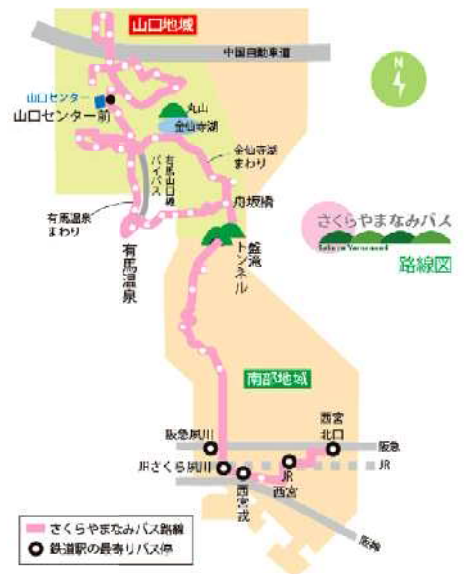 山口地域
中国自動車道
N
山口センター
山口センター前
丸山
金仙寺湖
金仙寺湖
まわり
有馬山口線
バイパス
舟坂橋
有馬温泉
まわり
有馬温泉
盤滝
トンネル
さくらやまなみバス
Sakura Yamanami
路線図
南部地域
阪急夙川
西宮
北口
阪急
JRさくら夙川
JR
西宮
JR
西宮戎
阪神
さくらやまなみバス路線
鉄道駅の最寄りバス停